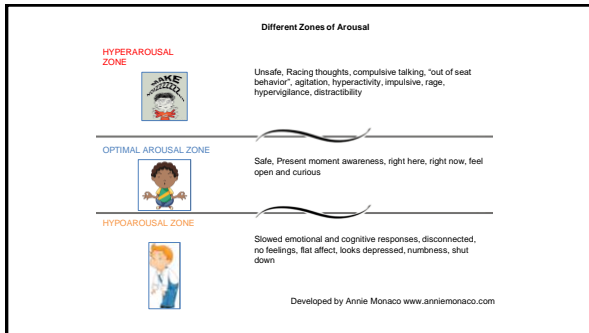 Different Zones of Arousal
HYPERAROUSAL
ZONE
MAKE
Unsafe, Racing thoughts, compulsive talking, “out of seat
behavior”, agitation, hyperactivity, impulsive, rage,
hypervigilance, distractibility
OPTIMAL AROUSAL ZONE
Safe, Present moment awareness, right here, right now, feel
open and curious
HYPOAROUSAL ZONE
Slowed emotional and cognitive responses, disconnected,
no feelings, flat affect, looks depressed, numbness, shut
down
Developed by Annie Monaco www.anniemonaco.com